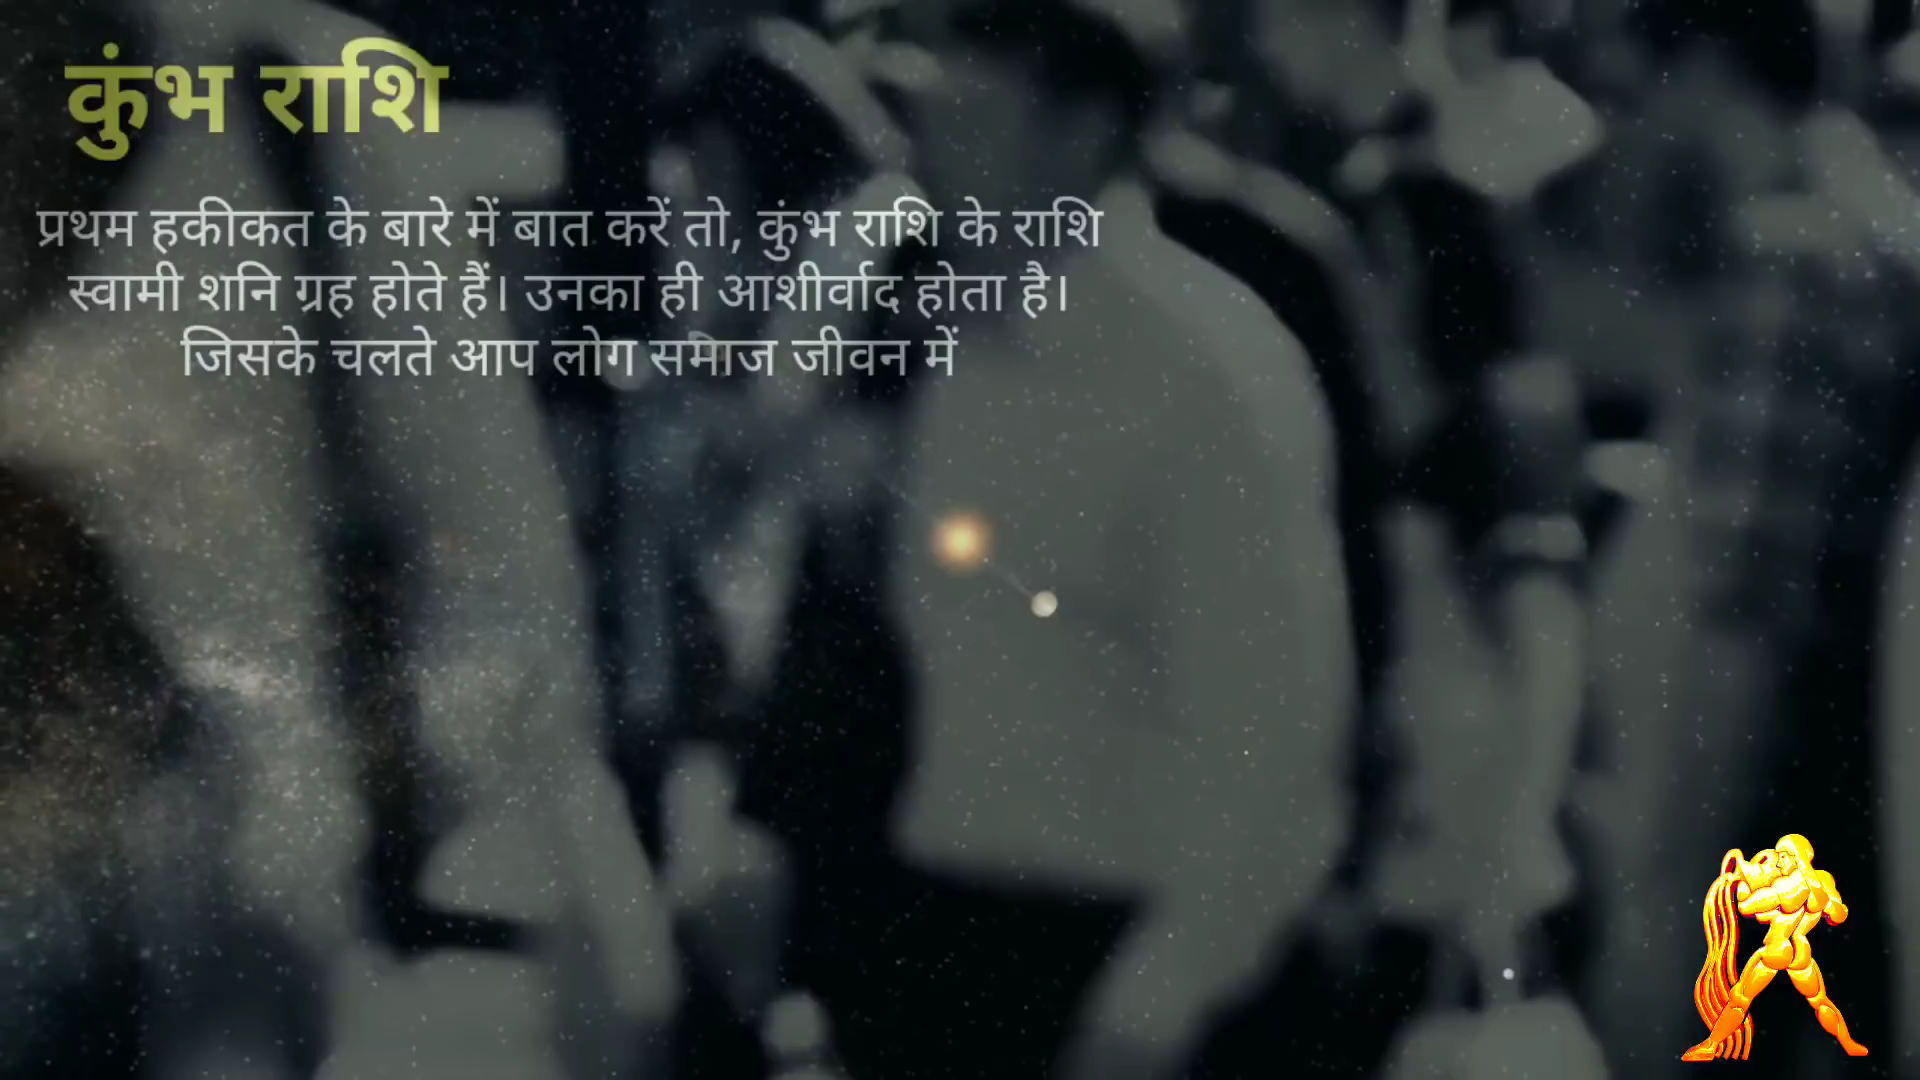 कुंभ राशि
प्रथम हकीकत के बारे में बात करें तो, कुंभ राशि के राशि
स्वामी शनि ग्रह होते हैं। उनका ही आशीर्वाद होता है।
जिसके चलते आप लोग समाज जीवन में